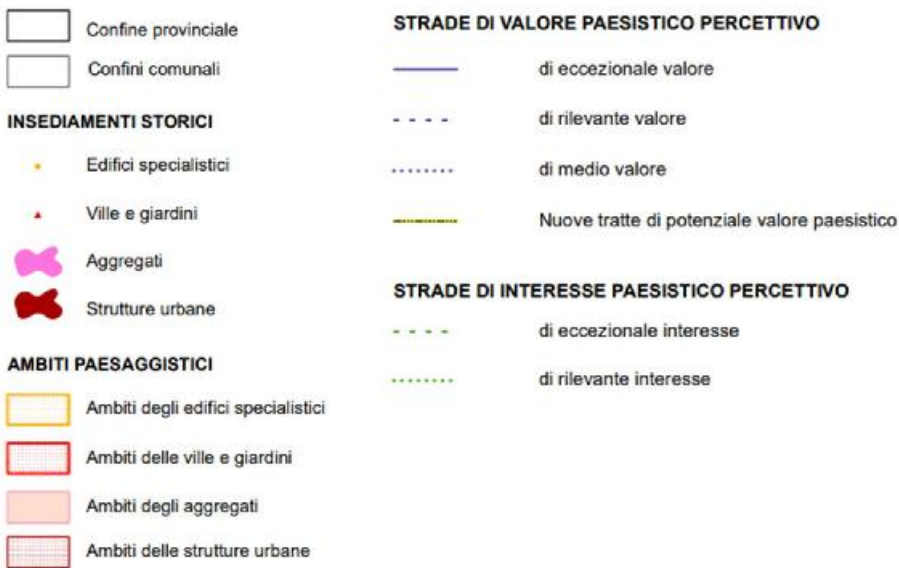 Confine provinciale
Confini comunali
INSEDIAMENTI STORICI
Edifici specialistici
Ville e giardini
Aggregati
Strutture urbane
AMBITI PAESAGGISTICI
Ambiti degli edifici specialistici
Ambiti delle ville e giardini
Ambiti degli aggregati
Ambiti delle strutture urbane
STRADE DI VALORE PAESISTICO PERCETTIVO
di eccezionale valore
di rilevante valore
di medio valore
Nuove tratte di potenziale valore paesistico
STRADE DI INTERESSE PAESISTICO PERCETTIVO
di eccezionale interesse
di rilevante interesse